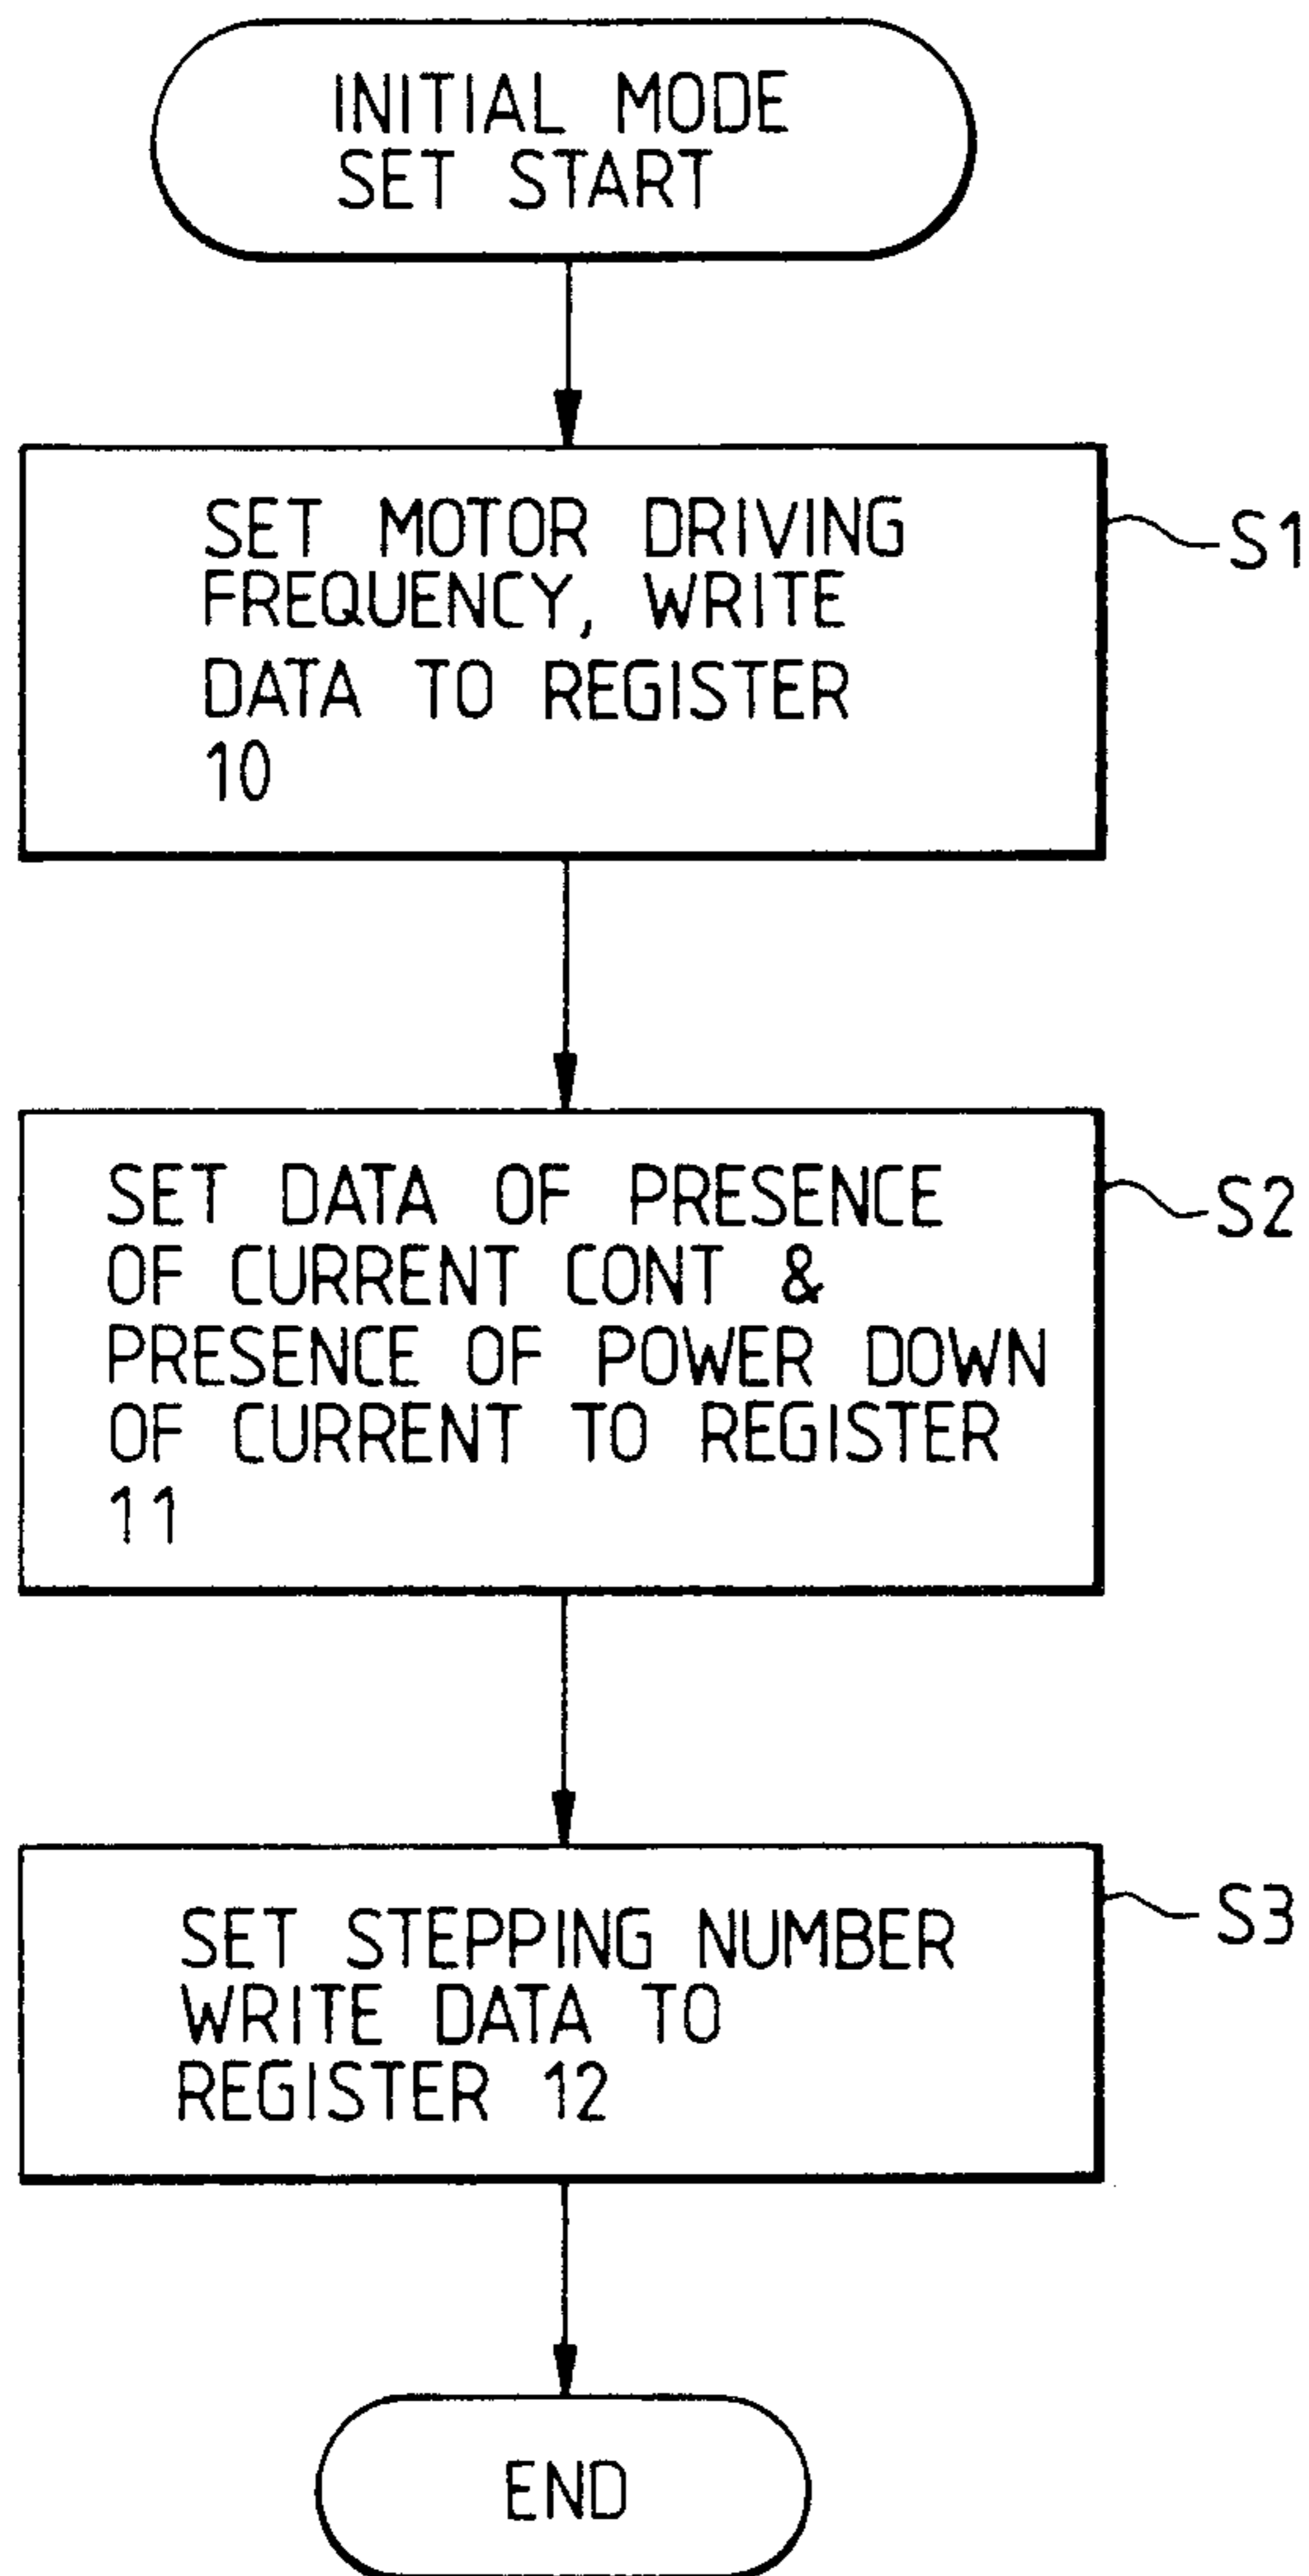 INITIAL MODE
SET START
SET MOTOR DRIVING
FREQUENCY, WRITE
DATA TO REGISTER
10
S1
SET DATA OF PRESENCE
OF CURRENT CONT &
PRESENCE OF POWER DOWN
OF CURRENT TO REGISTER
11
S2
SET STEPPING NUMBER
WRITE DATA TO
REGISTER 12
S3
END